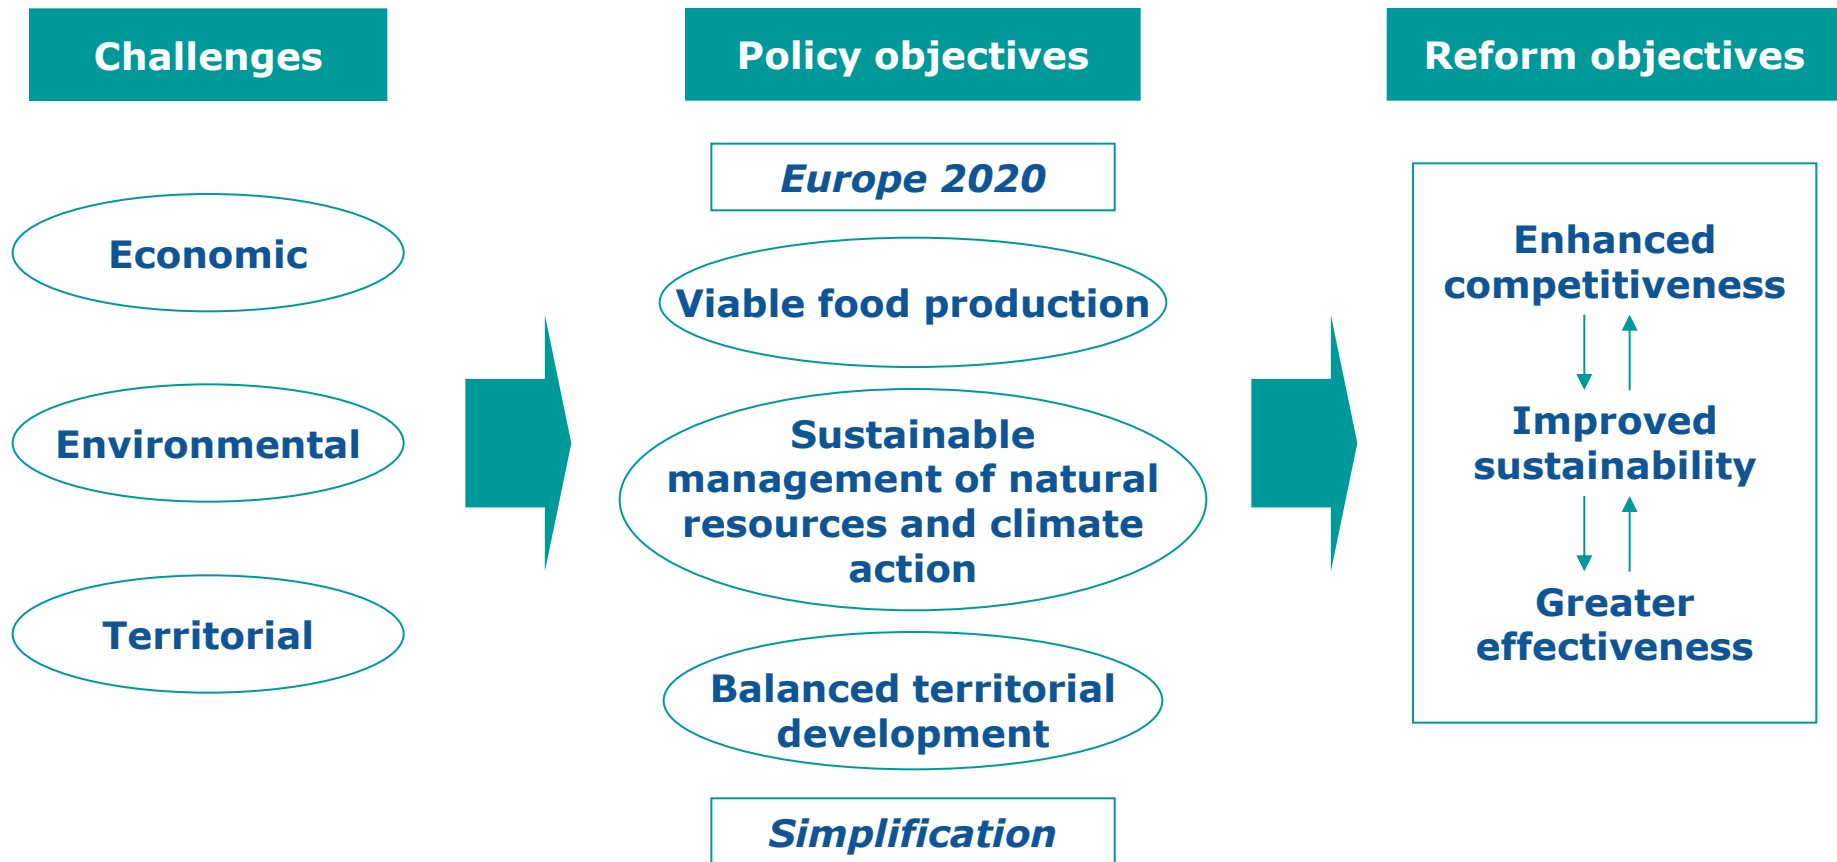 Challenges
Economic
Environmental
Territorial
Policy objectives
Europe 2020
Viable food production
Sustainable
management of natural
resources and climate
action
Balanced territorial
development
Simplification
Reform objectives
Enhanced
competitiveness
Improved
sustainability
Greater
effectiveness